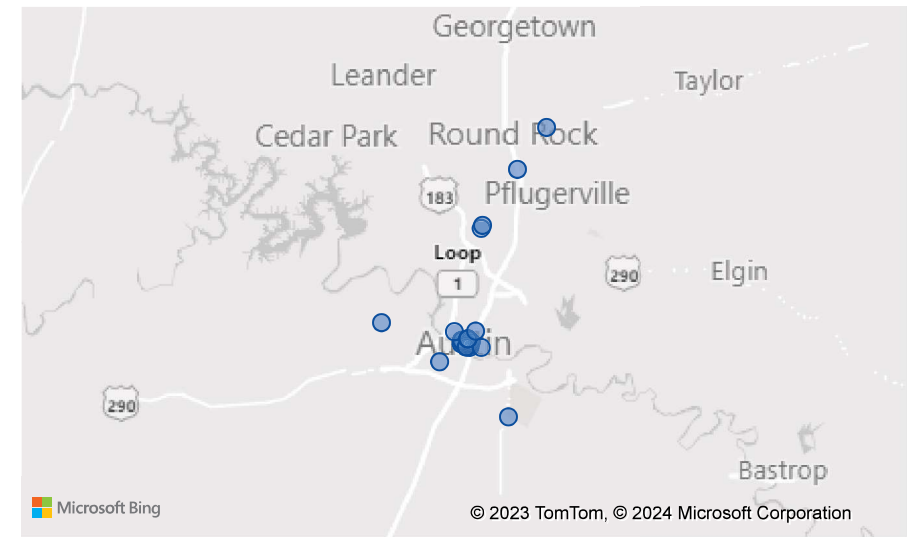 Georgetown
Leander
Taylor
Cedar Park
Round Rock
183
Pflugerville
Loop
1
290
Elgin
Austin
290
Bastrop
Microsoft Bing
© 2023 TomTom, © 2024 Microsoft Corporation